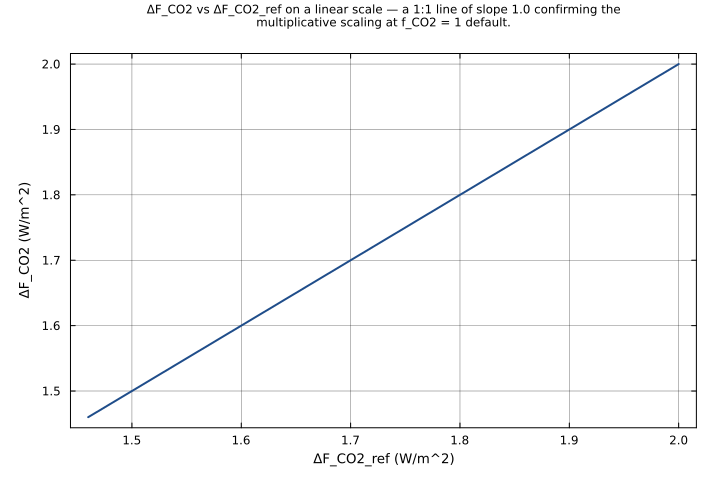 ΔF_CO2 vs ΔF_CO2_ref on a linear scale — a 1:1 line of slope 1.0 confirming the
multiplicative scaling at f_CO2 = 1 default.
2.0
1.9
1.8
1.7
1.6
1.5
ΔF_CO2 (W/m^2)
1.5 1.6 1.7 1.8 1.9 2.0
ΔF_CO2_ref (W/m^2)